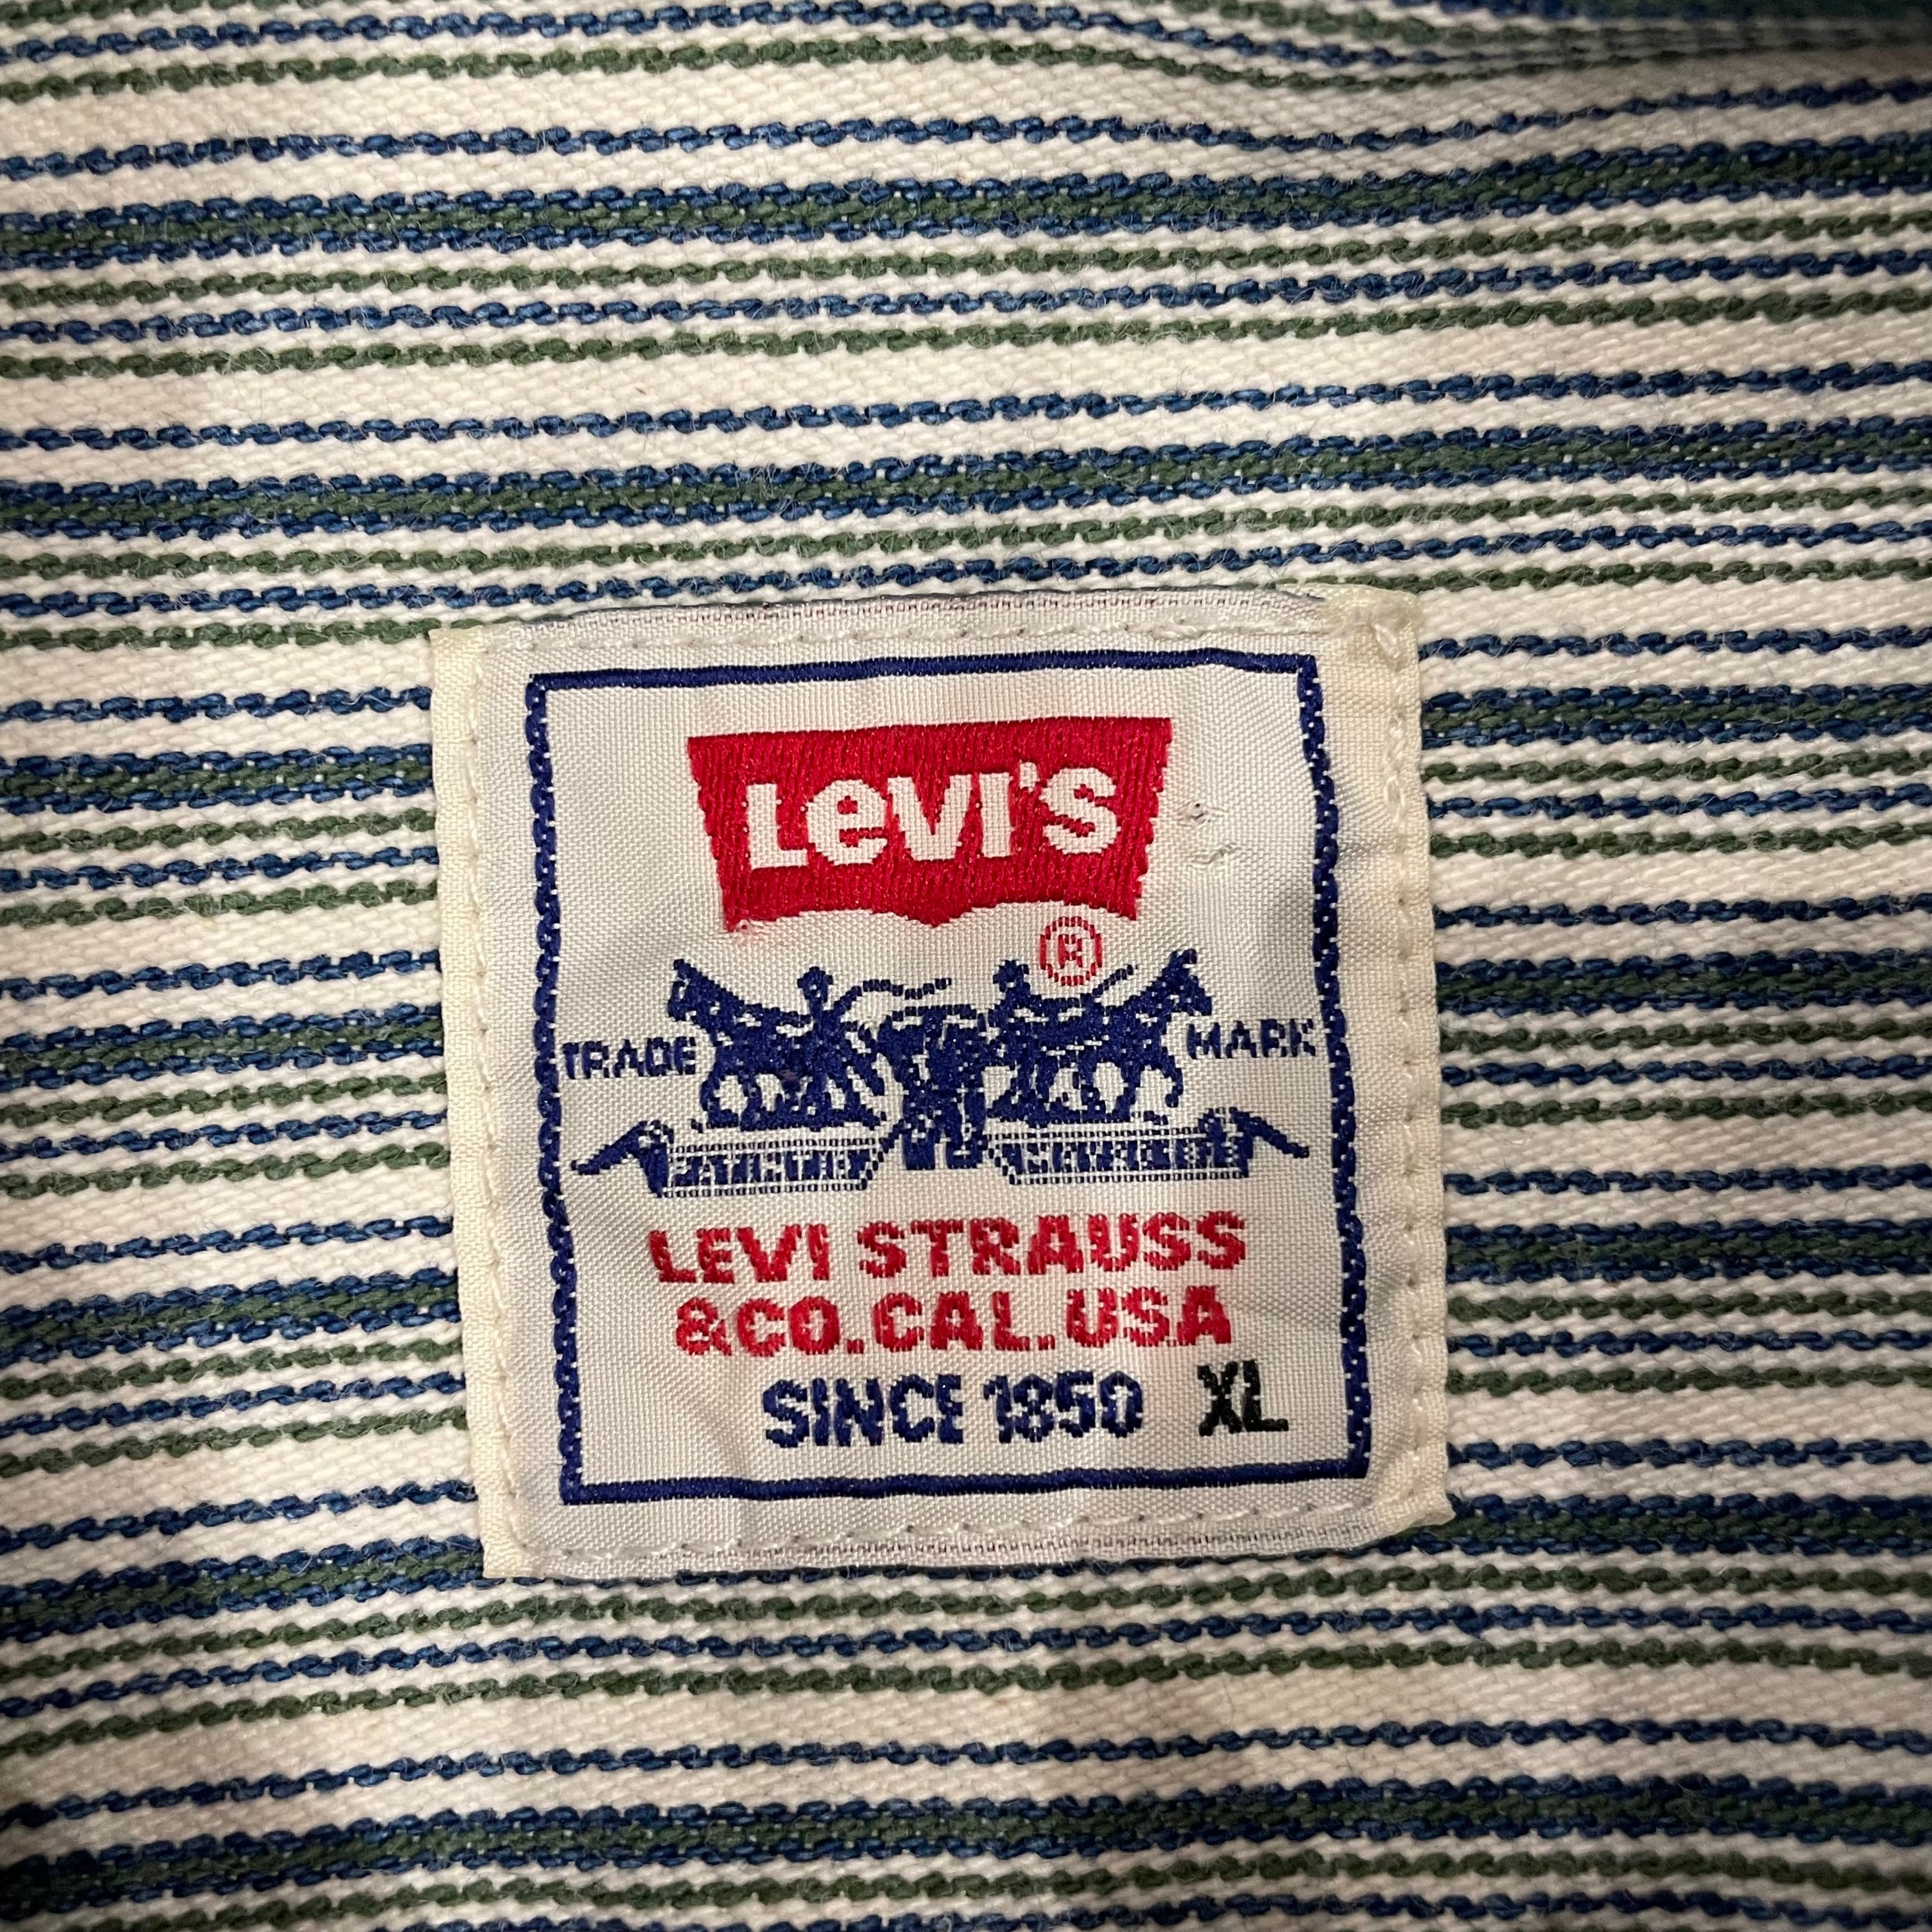 LEVI'S
®
TRADE MARK
LEVI STRAUSS
&CO.CAL.USA
SINCE 1850 XL